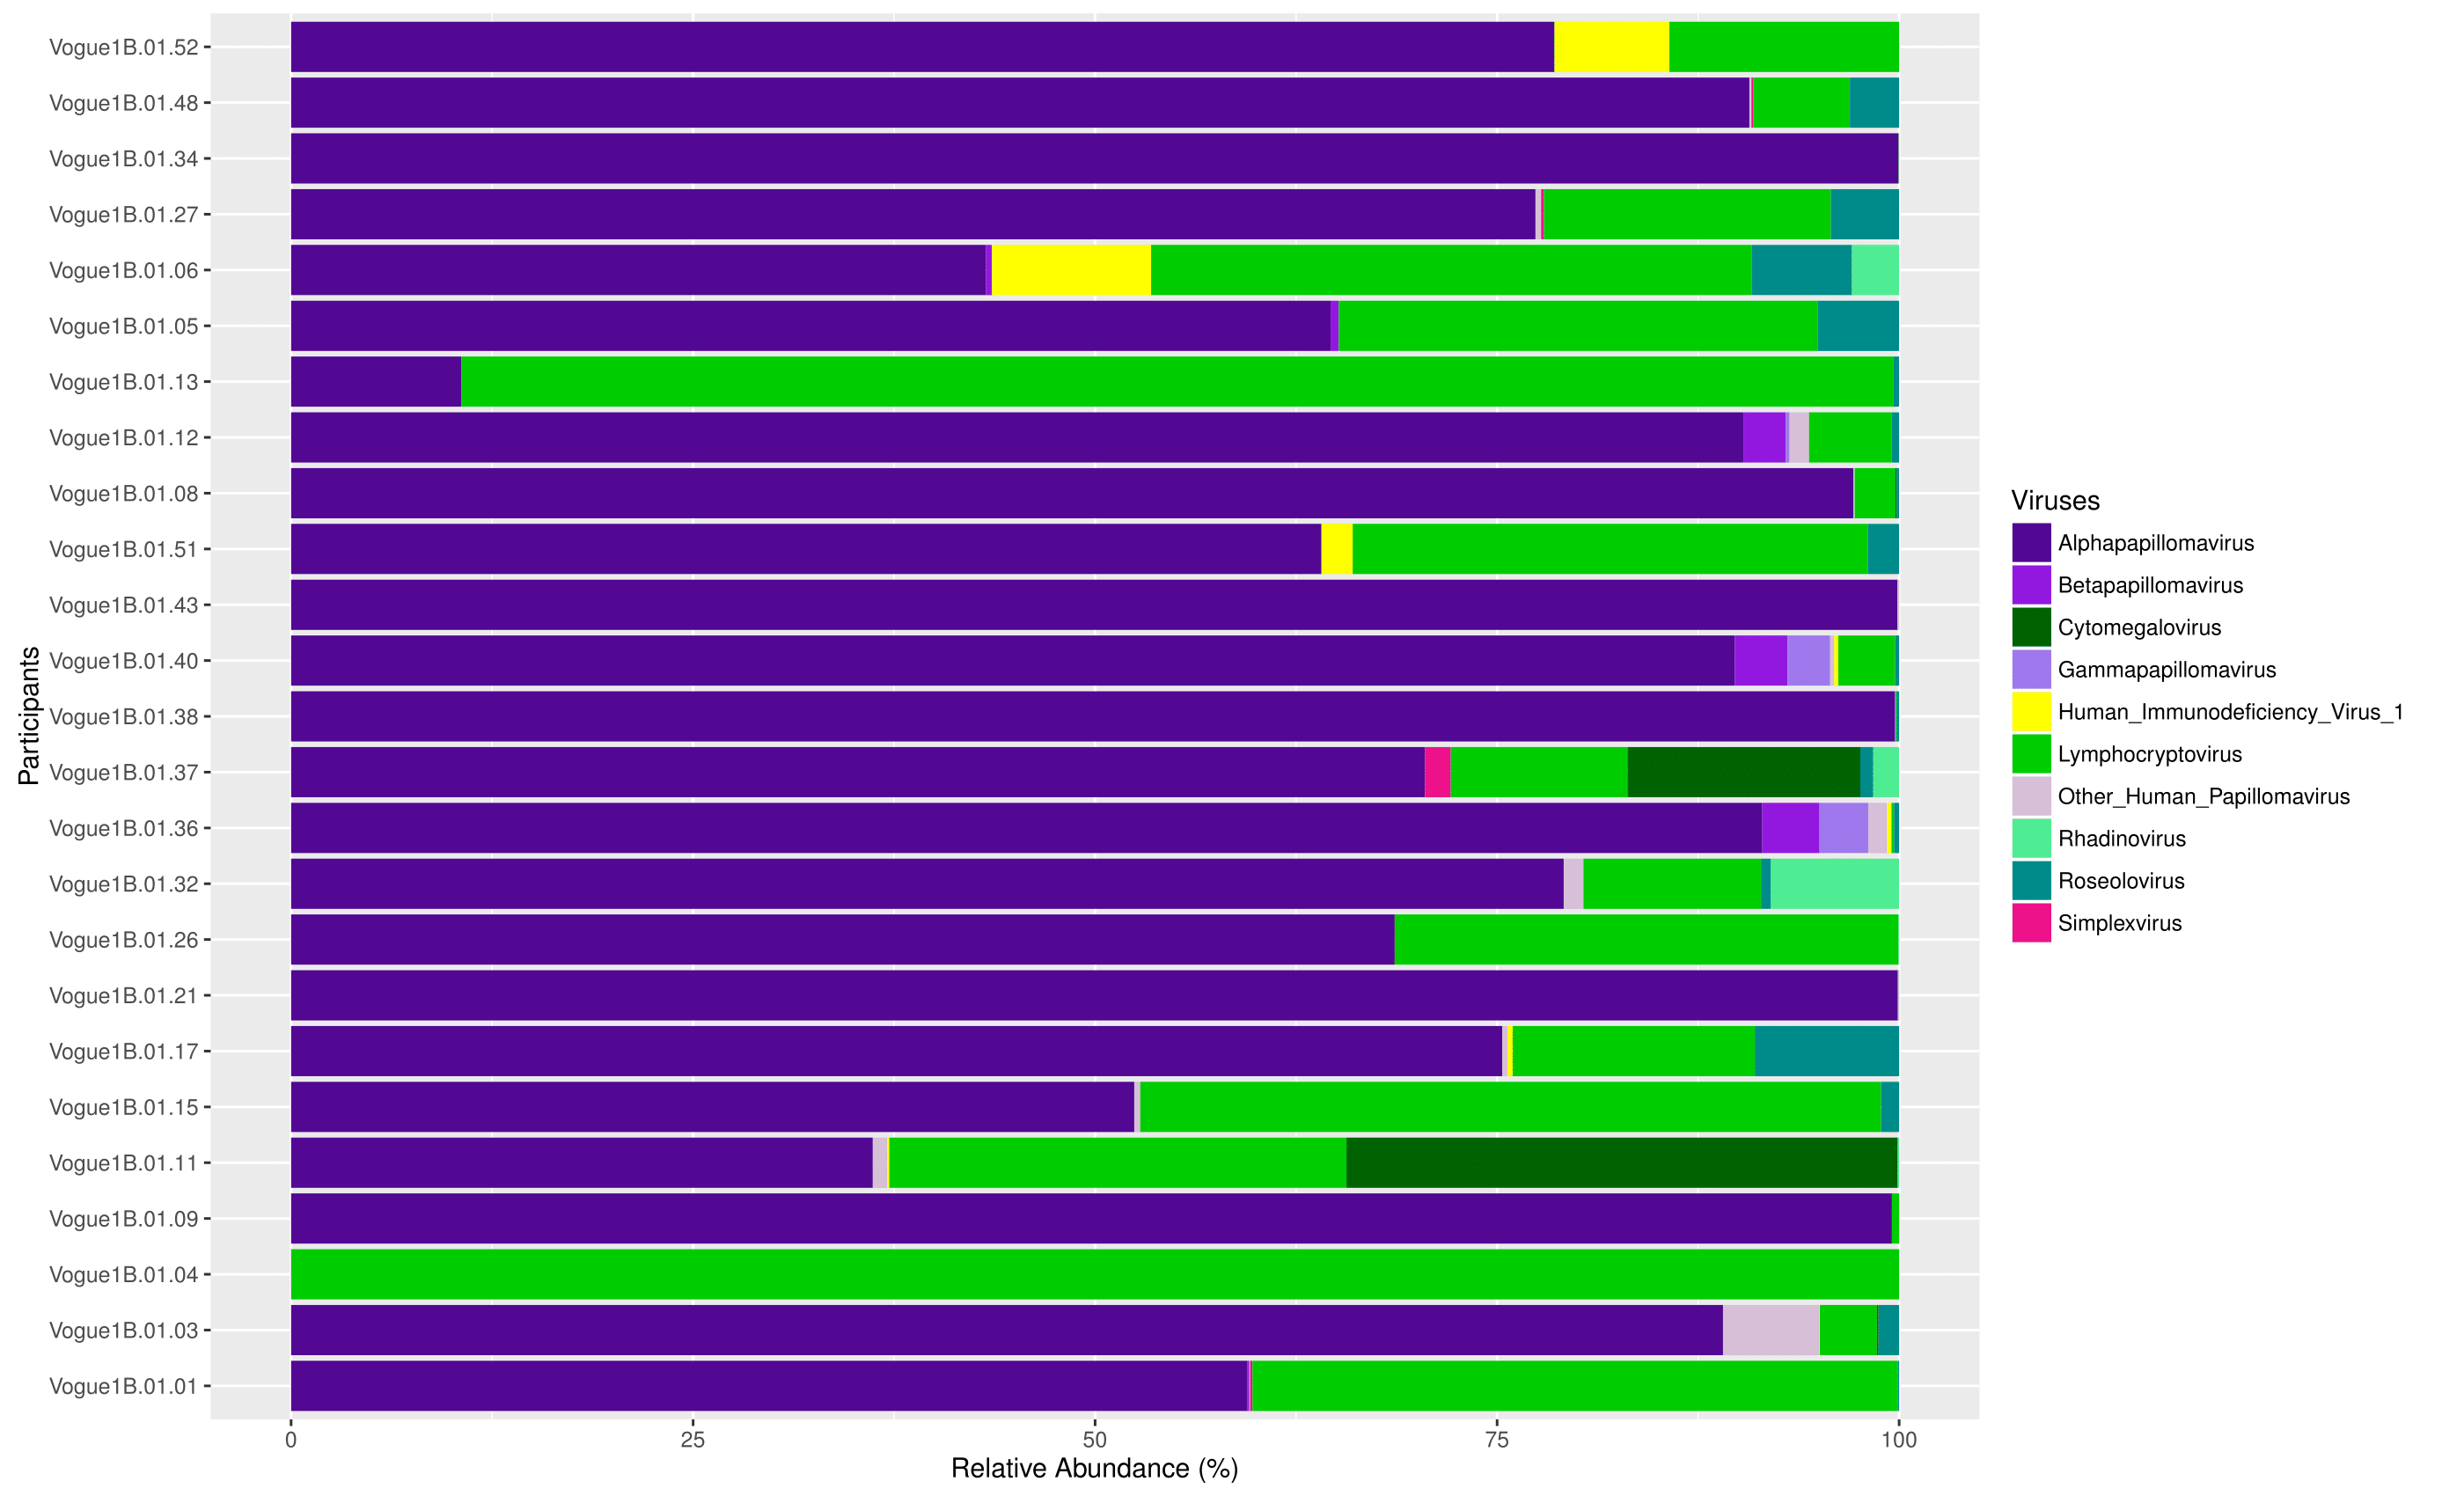 Vogue1B.01.52
Vogue1B.01.48
Vogue1B.01.34
Vogue1B.01.27
Vogue1B.01.06
Vogue1B.01.05
Vogue1B.01.13
Vogue1B.01.12
Vogue1B.01.08
Vogue1B.01.51
Vogue1B.01.43
Vogue1B.01.40
Vogue1B.01.38
Vogue1B.01.37
Vogue1B.01.36
Vogue1B.01.32
Vogue1B.01.26
Vogue1B.01.21
Vogue1B.01.17
Vogue1B.01.15
Vogue1B.01.11
Vogue1B.01.09
Vogue1B.01.04
Vogue1B.01.03
Vogue1B.01.01
Participants
0 25 50 75 100
Relative Abundance (%)
Viruses
Alphapapillomavirus
Betapapillomavirus
Cytomegalovirus
Gammapapillomavirus
Human_Immunodeficiency_Virus_1
Lymphocryptovirus
Other_Human_Papillomavirus
Rhadinovirus
Roseolovirus
Simplexvirus